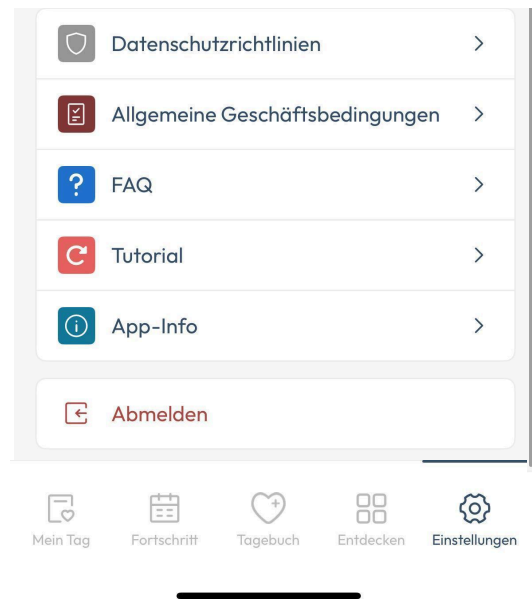 Datenschutzrichtlinien
Allgemeine Geschäftsbedingungen
FAQ
Tutorial
App-Info
Abmelden
Mein Tag
Fortschritt
Tagebuch
Entdecken
Einstellungen